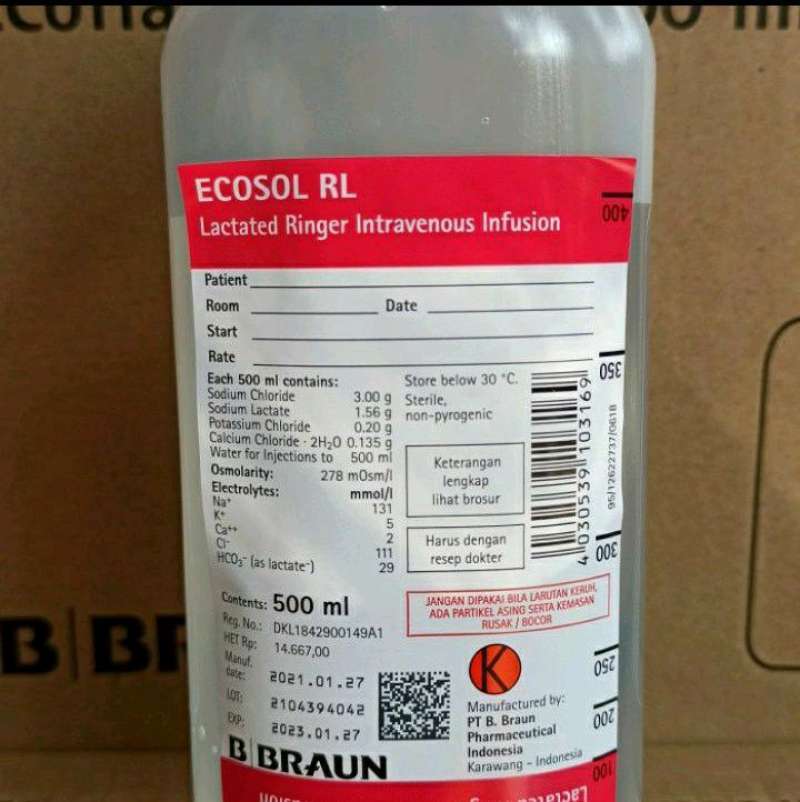 ECOSOL RL
Lactated Ringer Intravenous Infusion
Patient
Room Date
Start
Rate
Each 500 ml contains:
Sodium Chloride 3.00 g
Sodium Lactate 1.56 g
Potassium Chloride 0.20 g
Calcium Chloride · 2H₂O 0.135 g
Water for Injections to 500 ml
Osmolarity: 278 mOsm/l
Electrolytes: mmol/l
Na⁺ 131
K⁺ 5
Ca⁺⁺ 2
Cl⁻ 111
HCO₃⁻ (as lactate⁻) 29
Store below 30 °C.
Sterile,
non-pyrogenic
Keterangan
lengkap
lihat brosur
Harus dengan
resep dokter
4 030539 103169
95/12622737/0618
400
350
300
250
200
100
Contents: 500 ml
Reg. No.: DKL1842900149A1
HET Rp: 14.667,00
Manuf. date: 2021.01.27
LOT: 2104394042
EXP: 2023.01.27
JANGAN DIPAKAI BILA LARUTAN KERUH,
ADA PARTIKEL ASING SERTA KEMASAN
RUSAK / BOCOR
K
Manufactured by:
PT B. Braun
Pharmaceutical
Indonesia
Karawang - Indonesia
B|BRAUN
B|BR